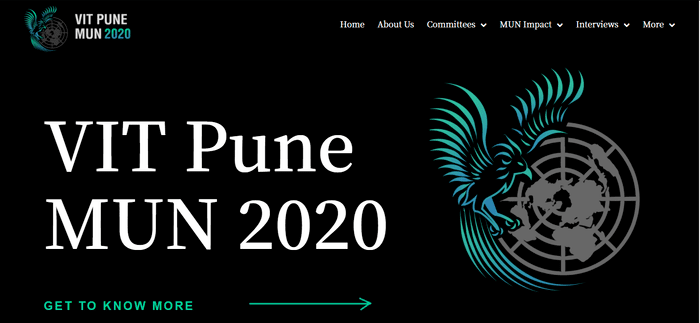 VIT PUNE
MUN 2020
Home About Us Committees MUN Impact Interviews More
VIT Pune
MUN 2020
GET TO KNOW MORE